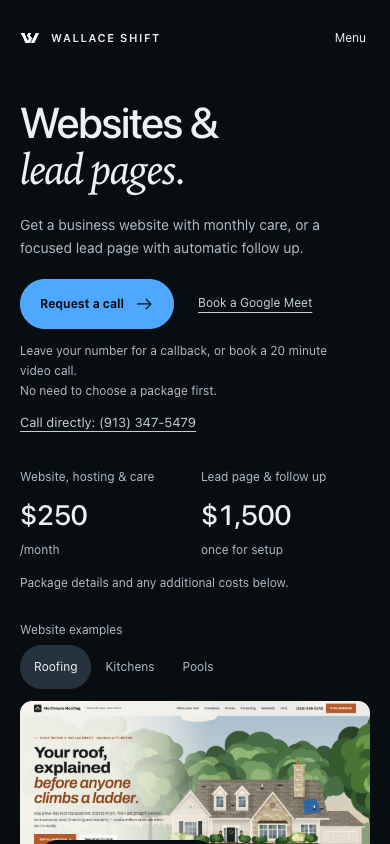 WALLACE SHIFT
Menu
Websites &
lead pages.
Get a business website with monthly care, or a
focused lead page with automatic follow up.
Request a call
Book a Google Meet
Leave your number for a callback, or book a 20 minute
video call.
No need to choose a package first.
Call directly: (913) 347-5479
Website, hosting & care
Lead page & follow up
$250
$1,500
/month
once for setup
Package details and any additional costs below.
Website examples
Roofing
Kitchens
Pools
Northwyne Roofing
Your roof,
explained
before anyone
climbs a ladder.